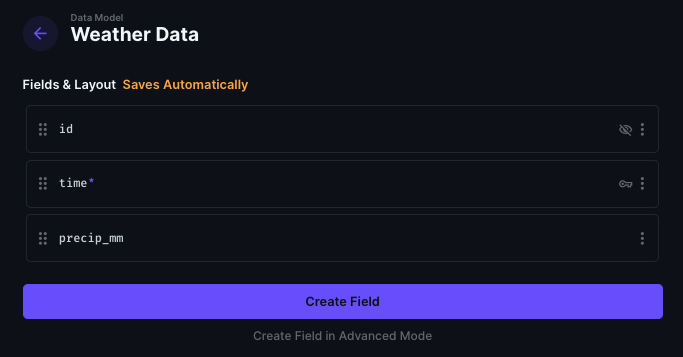 Data Model
Weather Data
Fields & Layout Saves Automatically
id
time*
precip_mm
Create Field
Create Field in Advanced Mode